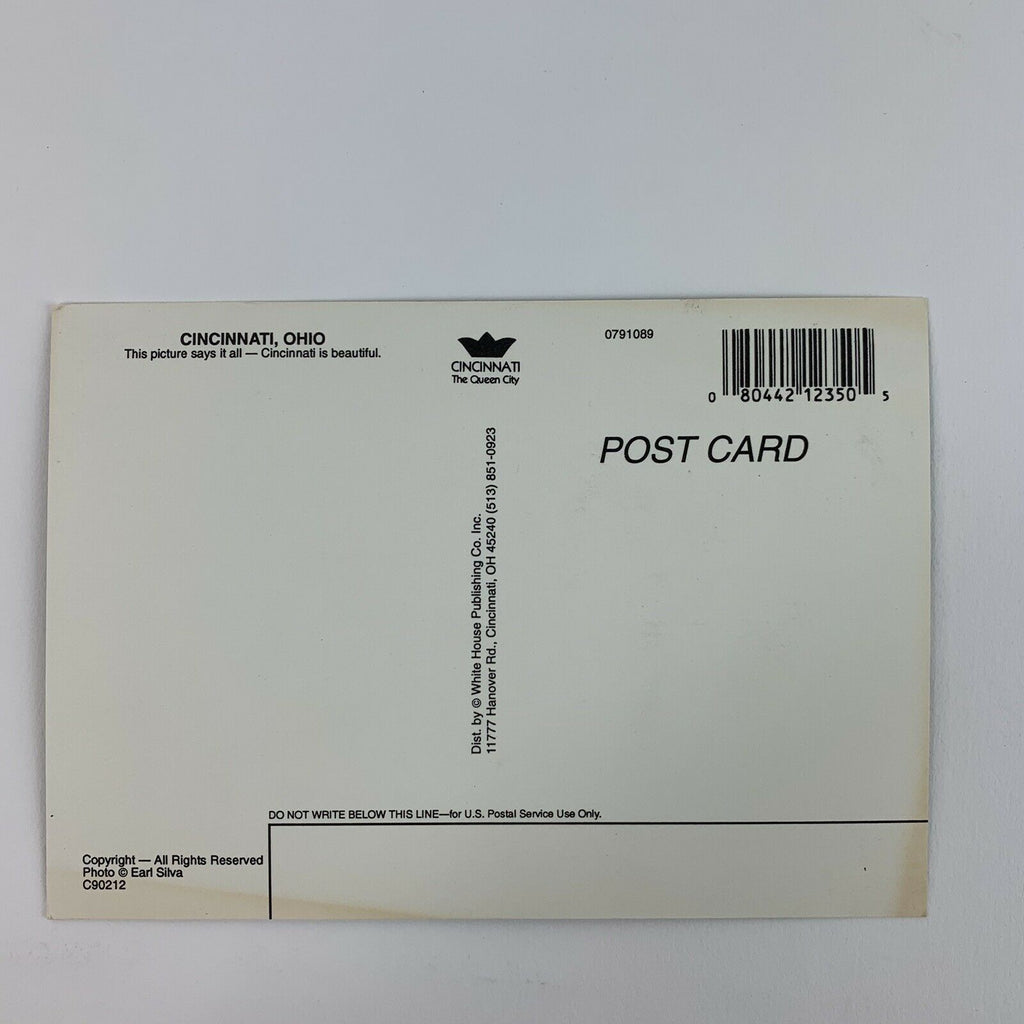 CINCINNATI, OHIO
This picture says it all — Cincinnati is beautiful.
CINCINNATI
The Queen City
0791089
0 80442 12350 5
POST CARD
Dist. by © White House Publishing Co. Inc.
11777 Hanover Rd., Cincinnati, OH 45240 (513) 851-0923
DO NOT WRITE BELOW THIS LINE—for U.S. Postal Service Use Only.
Copyright — All Rights Reserved
Photo © Earl Silva
C90212